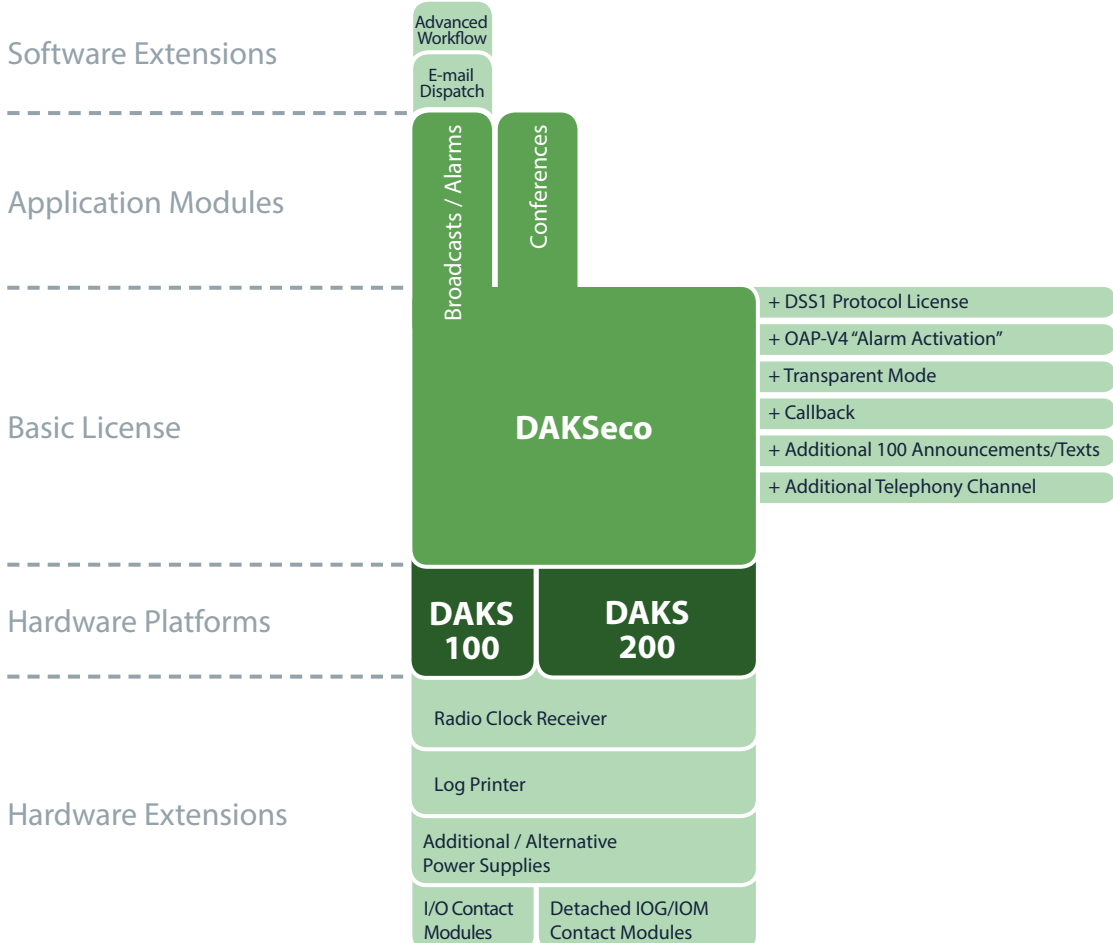 Advanced
Workflow
Software Extensions
E-mail
Dispatch
Application Modules
Broadcasts / Alarms
Conferences
Basic License
DAKSeco
+ DSS1 Protocol License
+ OAP-V4 “Alarm Activation”
+ Transparent Mode
+ Callback
+ Additional 100 Announcements/Texts
+ Additional Telephony Channel
Hardware Platforms
DAKS
100
DAKS
200
Hardware Extensions
Radio Clock Receiver
Log Printer
Additional / Alternative
Power Supplies
I/O Contact
Modules
Detached IOG/IOM
Contact Modules